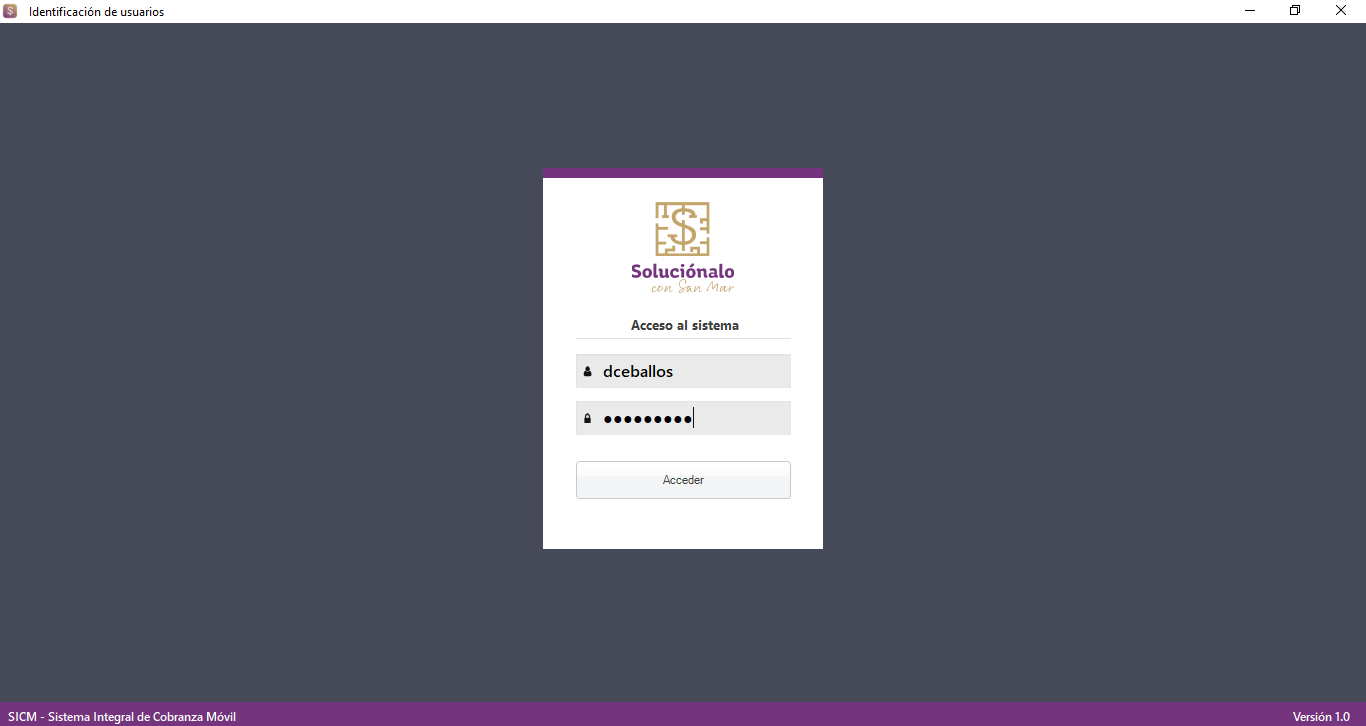 Identificación de usuarios
Soluciónalo
con San Mar
Acceso al sistema
dceballos
●●●●●●●●●
Acceder
SICM - Sistema Integral de Cobranza Móvil
Versión 1.0